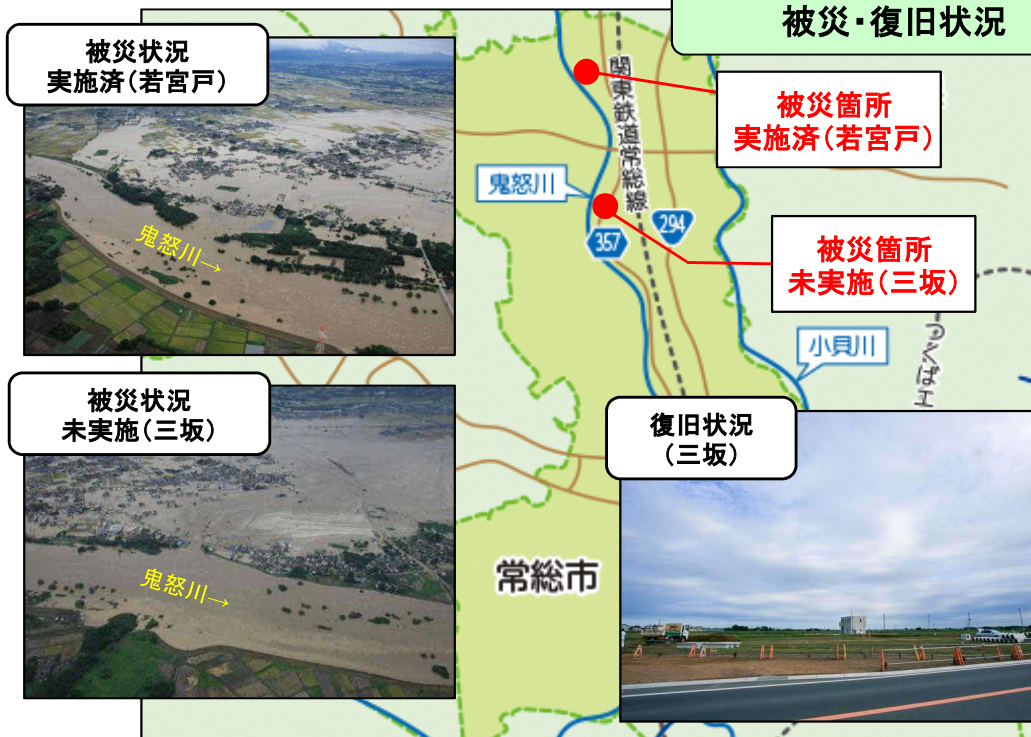 被災・復旧状況
被災状況
実施済(若宮戸)
鬼怒川→
被災箇所
実施済(若宮戸)
関東鉄道常総線
鬼怒川
357
294
被災箇所
未実施(三坂)
小貝川
つくばエ
被災状況
未実施(三坂)
鬼怒川→
復旧状況
(三坂)
常総市